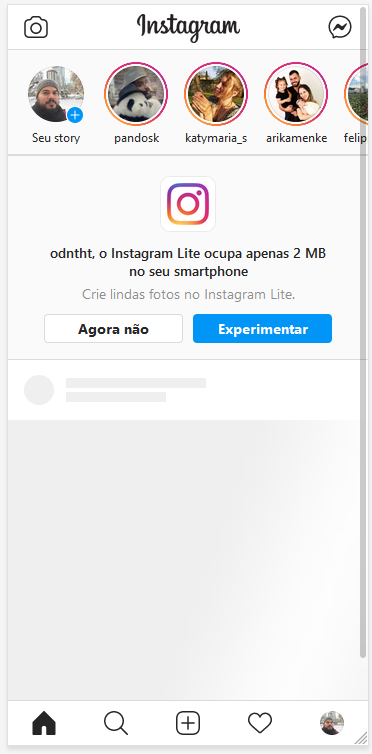 Instagram
Seu story
pandosk
katymaria_s
arikamenke
felip
odntht, o Instagram Lite ocupa apenas 2 MB
no seu smartphone
Crie lindas fotos no Instagram Lite.
Agora não
Experimentar